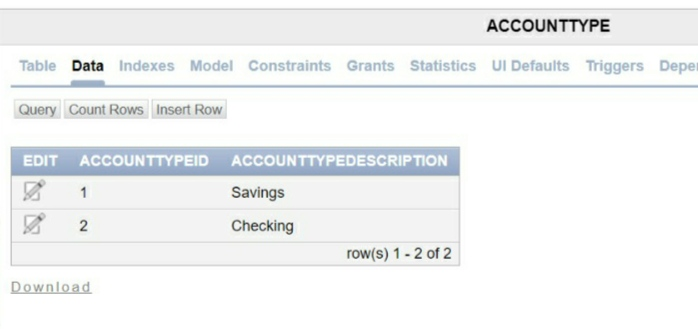 ACCOUNTTYPE
Table Data Indexes Model Constraints Grants Statistics UI Defaults Triggers
Query Count Rows Insert Row
EDIT ACCOUNTTYPEID ACCOUNTTYPEDESCRIPTION
1 Savings
2 Checking
row(s) 1 - 2 of 2
Download